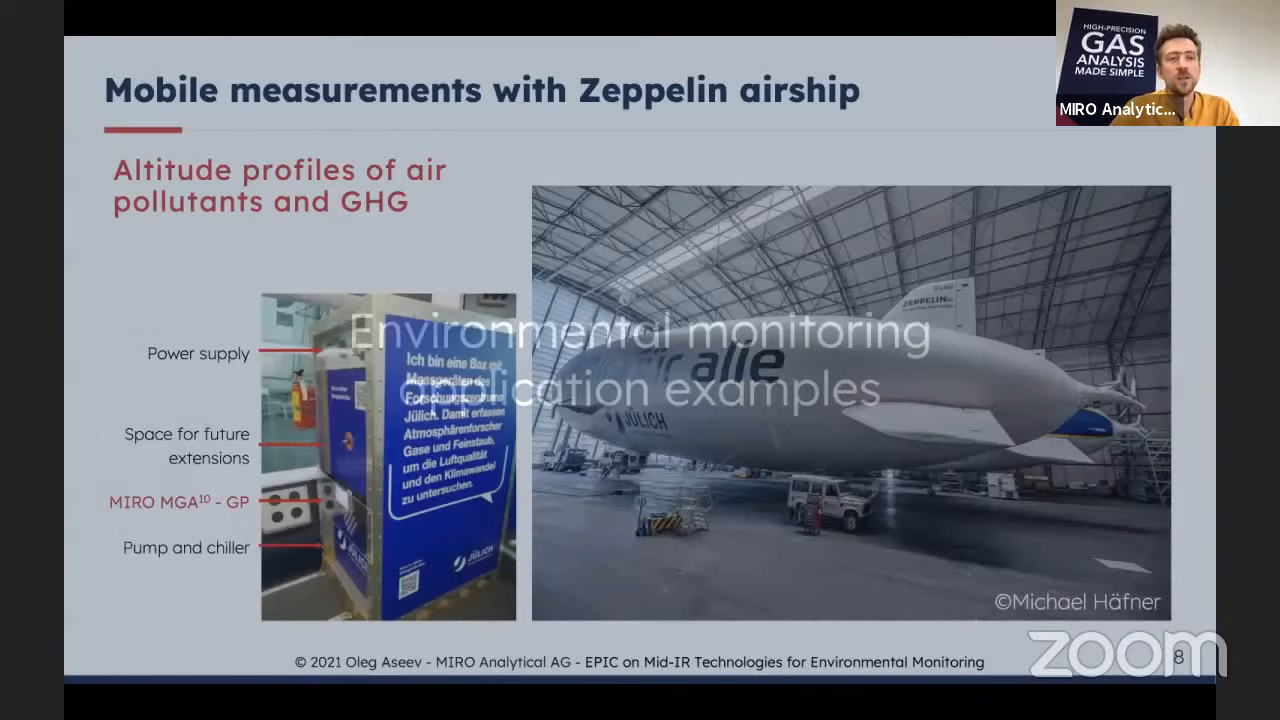 Mobile measurements with Zeppelin airship
HIGH-PRECISION
GAS
ANALYSIS
MADE SIMPLE
MIRO Analytic...
Altitude profiles of air
pollutants and GHG
Environmental monitoring
application examples
Power supply
Space for future
extensions
MIRO MGA¹⁰ - GP
Pump and chiller
Ich bin eine Box mit
Messgeräten des
Forschungszentrums
Jülich. Damit erfassen
Atmosphärenforscher
Gase und Feinstaub,
um die Luftqualität
und den Klimawandel
zu untersuchen.
JÜLICH
ZEPPELIN
JÜLICH
©Michael Häfner
© 2021 Oleg Aseev - MIRO Analytical AG - EPIC on Mid-IR Technologies for Environmental Monitoring
8
zoom